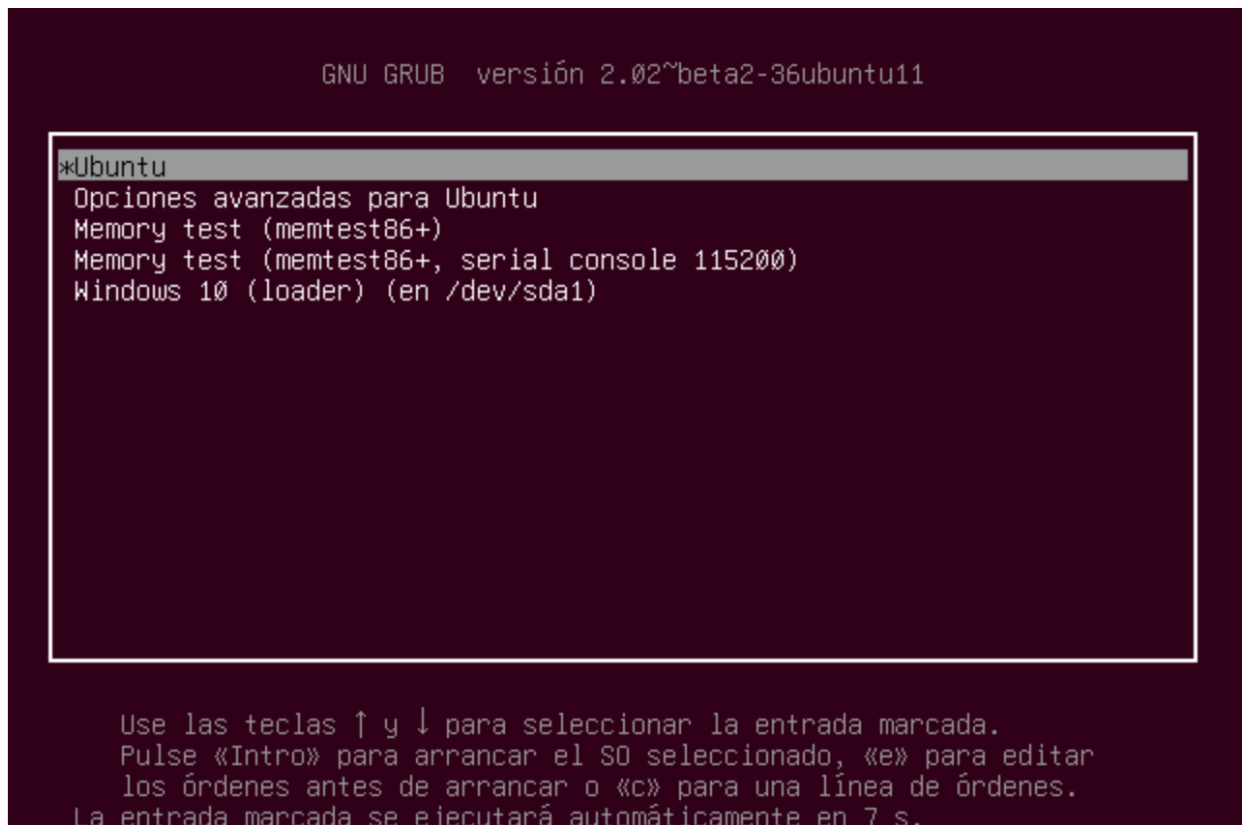 GNU GRUB versión 2.02~beta2-36ubuntu11
*Ubuntu
Opciones avanzadas para Ubuntu
Memory test (memtest86+)
Memory test (memtest86+, serial console 115200)
Windows 10 (loader) (en /dev/sda1)
Use las teclas ↑ y ↓ para seleccionar la entrada marcada.
Pulse «Intro» para arrancar el SO seleccionado, «e» para editar
los órdenes antes de arrancar o «c» para una línea de órdenes.
La entrada marcada se ejecutará automáticamente en 7 s.